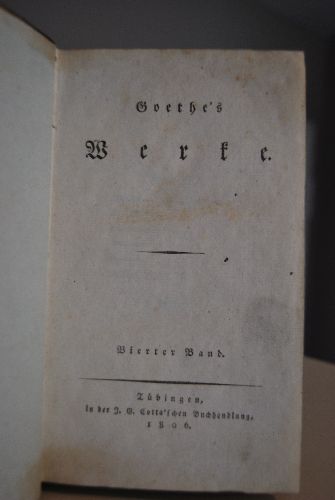 Goethe's
Werke.
Vierter Band.
Tübingen,
in der J. G. Cotta'schen Buchhandlung,
1806.